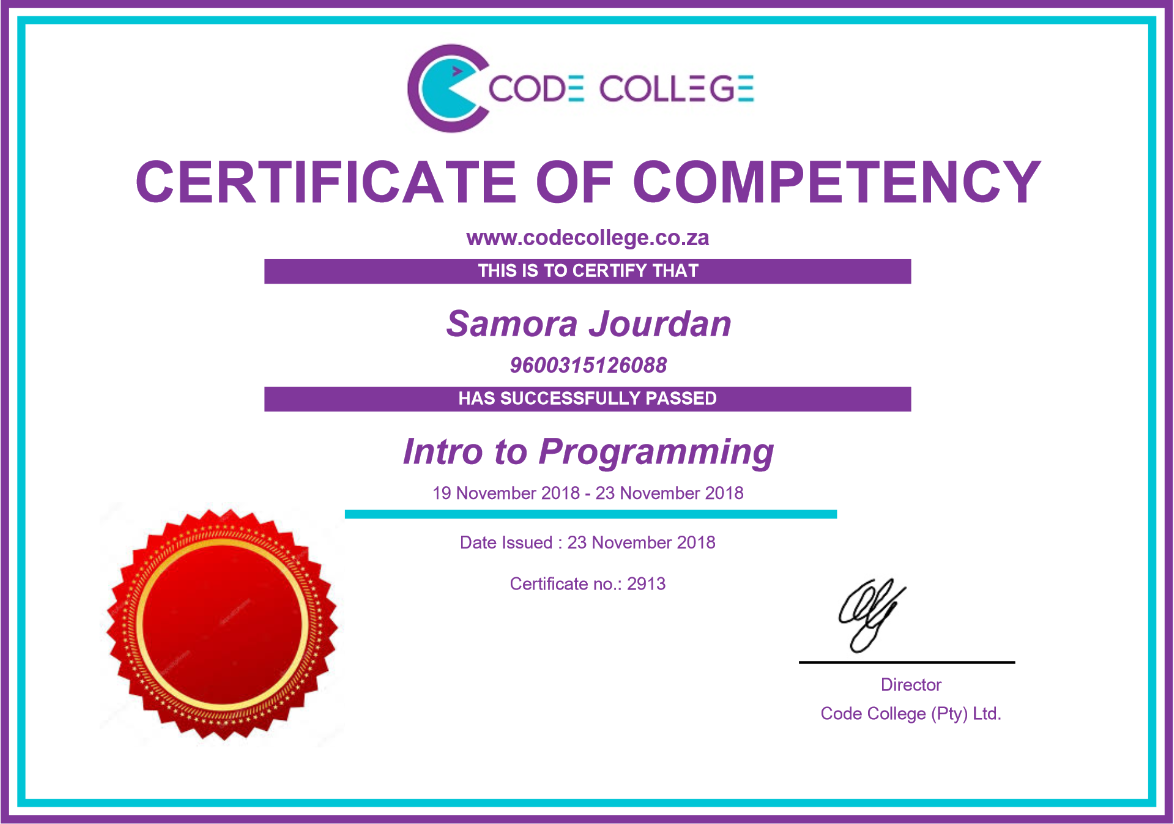 CODE COLLEGE
CERTIFICATE OF COMPETENCY
www.codecollege.co.za
THIS IS TO CERTIFY THAT
Samora Jourdan
9600315126088
HAS SUCCESSFULLY PASSED
Intro to Programming
19 November 2018 - 23 November 2018
Date Issued : 23 November 2018
Certificate no.: 2913
Director
Code College (Pty) Ltd.